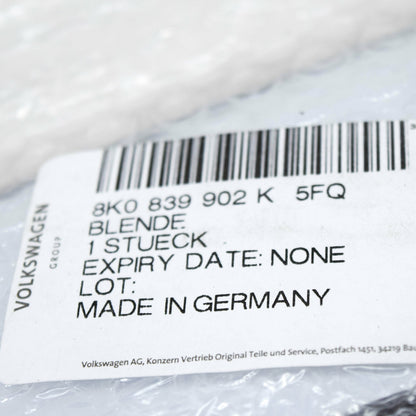 8K0 839 902 K 5FQ
BLENDE
1 STUECK
EXPIRY DATE: NONE
LOT:
MADE IN GERMANY
VOLKSWAGEN
GROUP
Volkswagen AG, Konzern Vertrieb Original Teile und Service, Postfach 1451, 34219 Bau